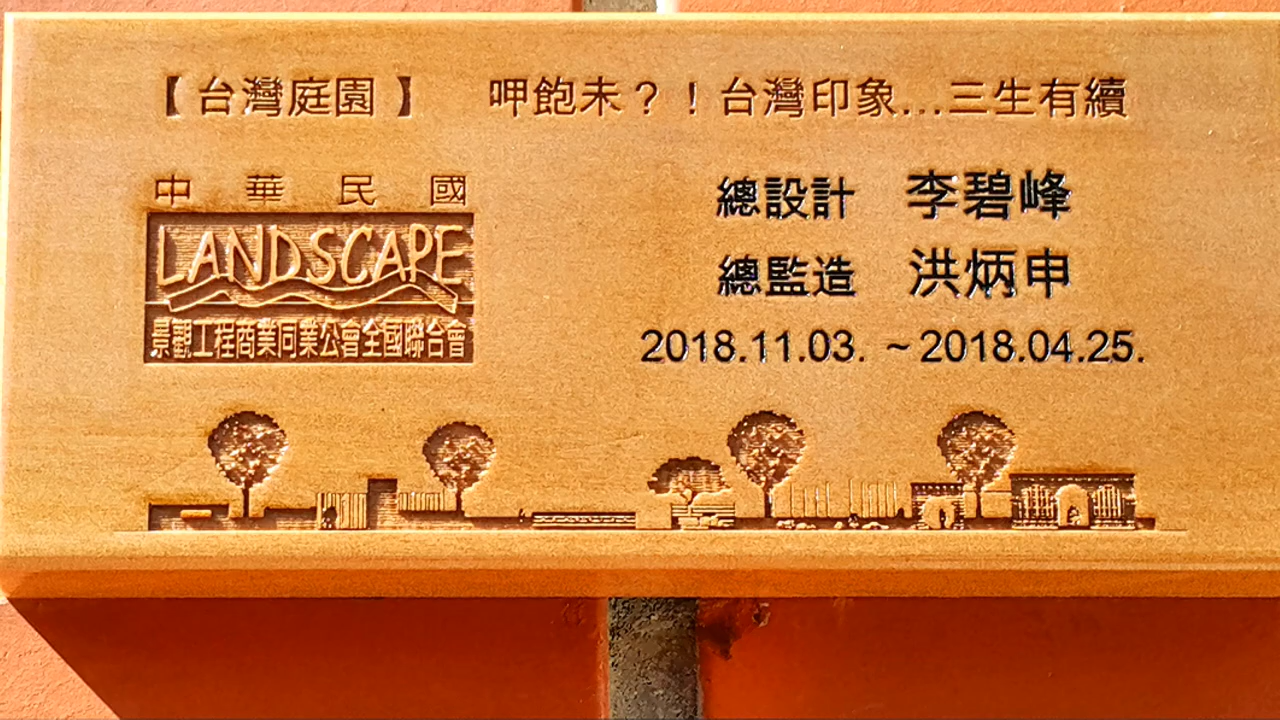 【台灣庭園】 呷飽未?!台灣印象...三生有續
中華民國
LANDSCAPE
景觀工程商業同業公會全國聯合會
總設計 李碧峰
總監造 洪炳申
2018.11.03. ~2018.04.25.